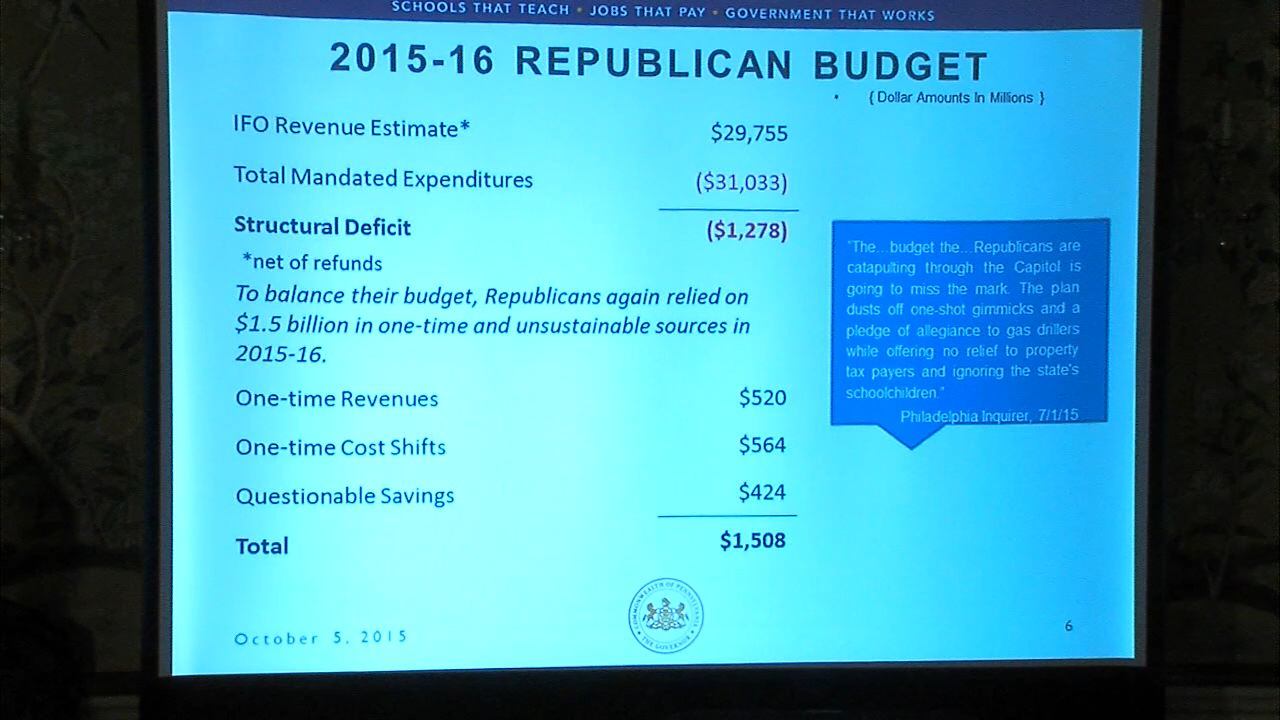 SCHOOLS THAT TEACH • JOBS THAT PAY • GOVERNMENT THAT WORKS
2015-16 REPUBLICAN BUDGET
• { Dollar Amounts In Millions }
IFO Revenue Estimate* $29,755
Total Mandated Expenditures ($31,033)
Structural Deficit ($1,278)
*net of refunds
To balance their budget, Republicans again relied on
$1.5 billion in one-time and unsustainable sources in
2015-16.
One-time Revenues $520
One-time Cost Shifts $564
Questionable Savings $424
Total $1,508
"The...budget the...Republicans are
catapulting through the Capitol is
going to miss the mark. The plan
dusts off one-shot gimmicks and a
pledge of allegiance to gas drillers
while offering no relief to property
tax payers and ignoring the state's
schoolchildren."
Philadelphia Inquirer, 7/1/15
COMMONWEALTH OF PENNSYLVANIA
• THE GOVERNOR •
October 5, 2015
6